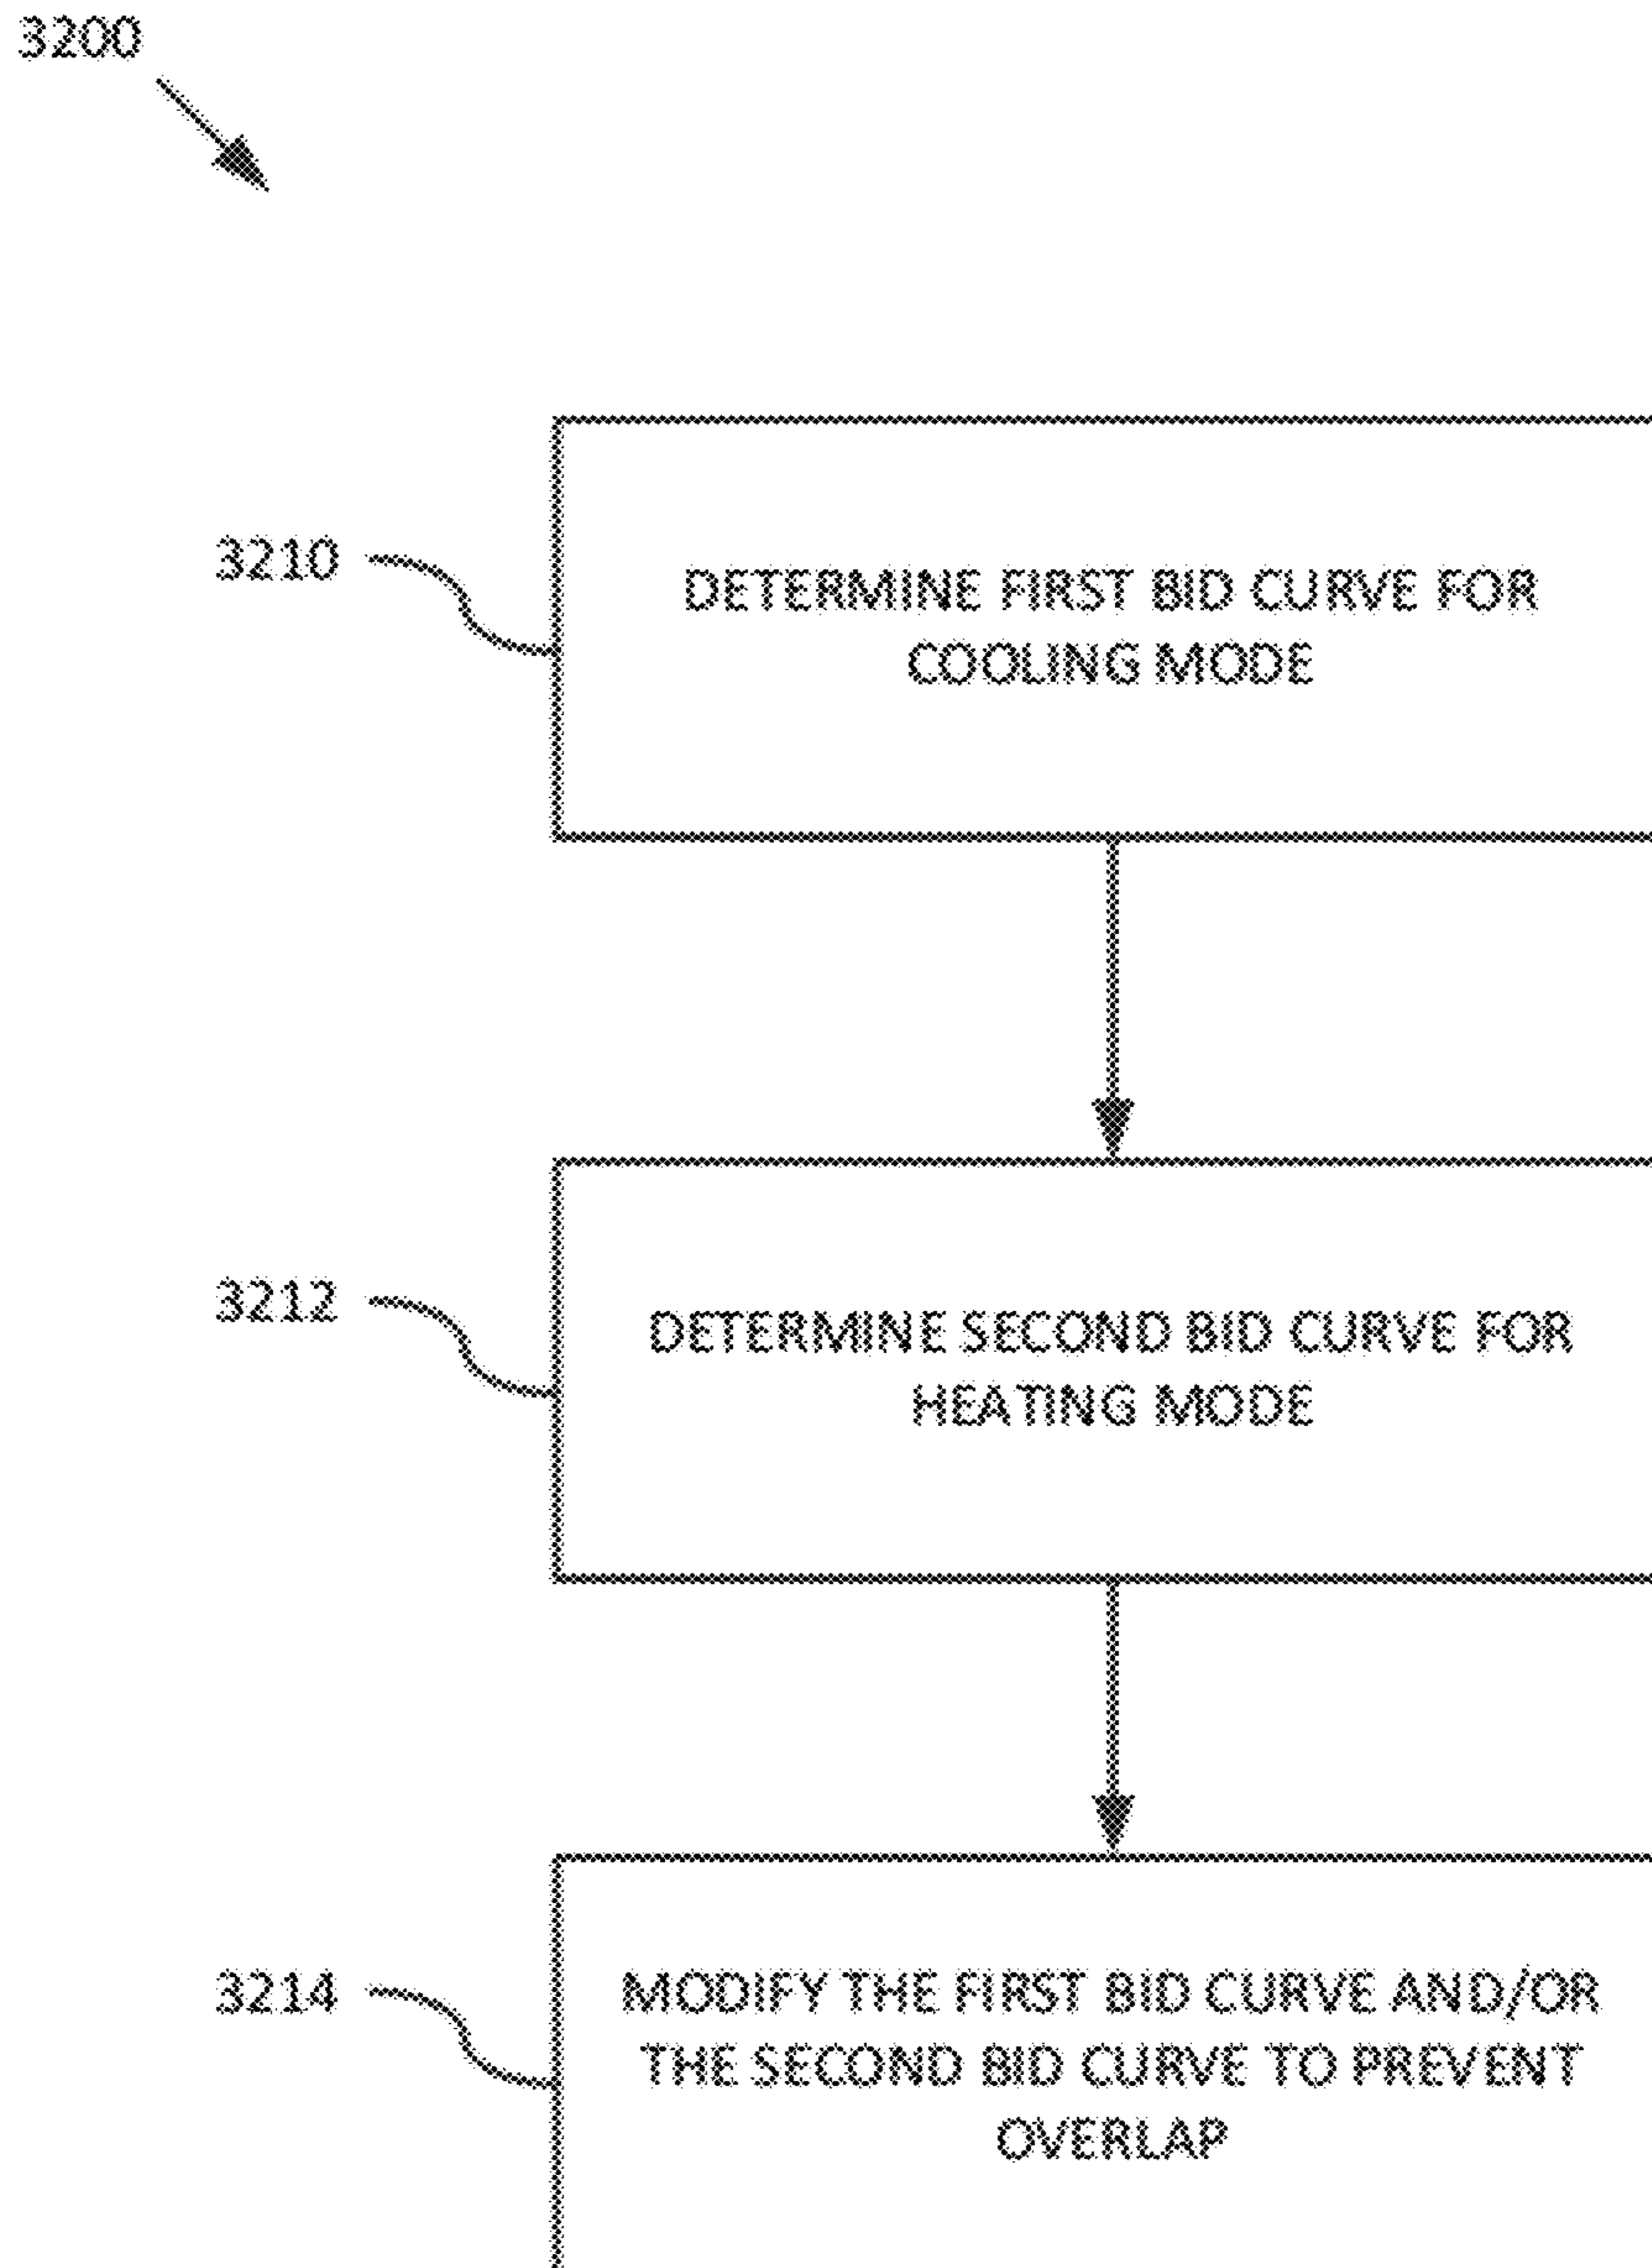 3200
3210
DETERMINE FIRST BID CURVE FOR
COOLING MODE
3212
DETERMINE SECOND BID CURVE FOR
HEATING MODE
3214
MODIFY THE FIRST BID CURVE AND/OR
THE SECOND BID CURVE TO PREVENT
OVERLAP